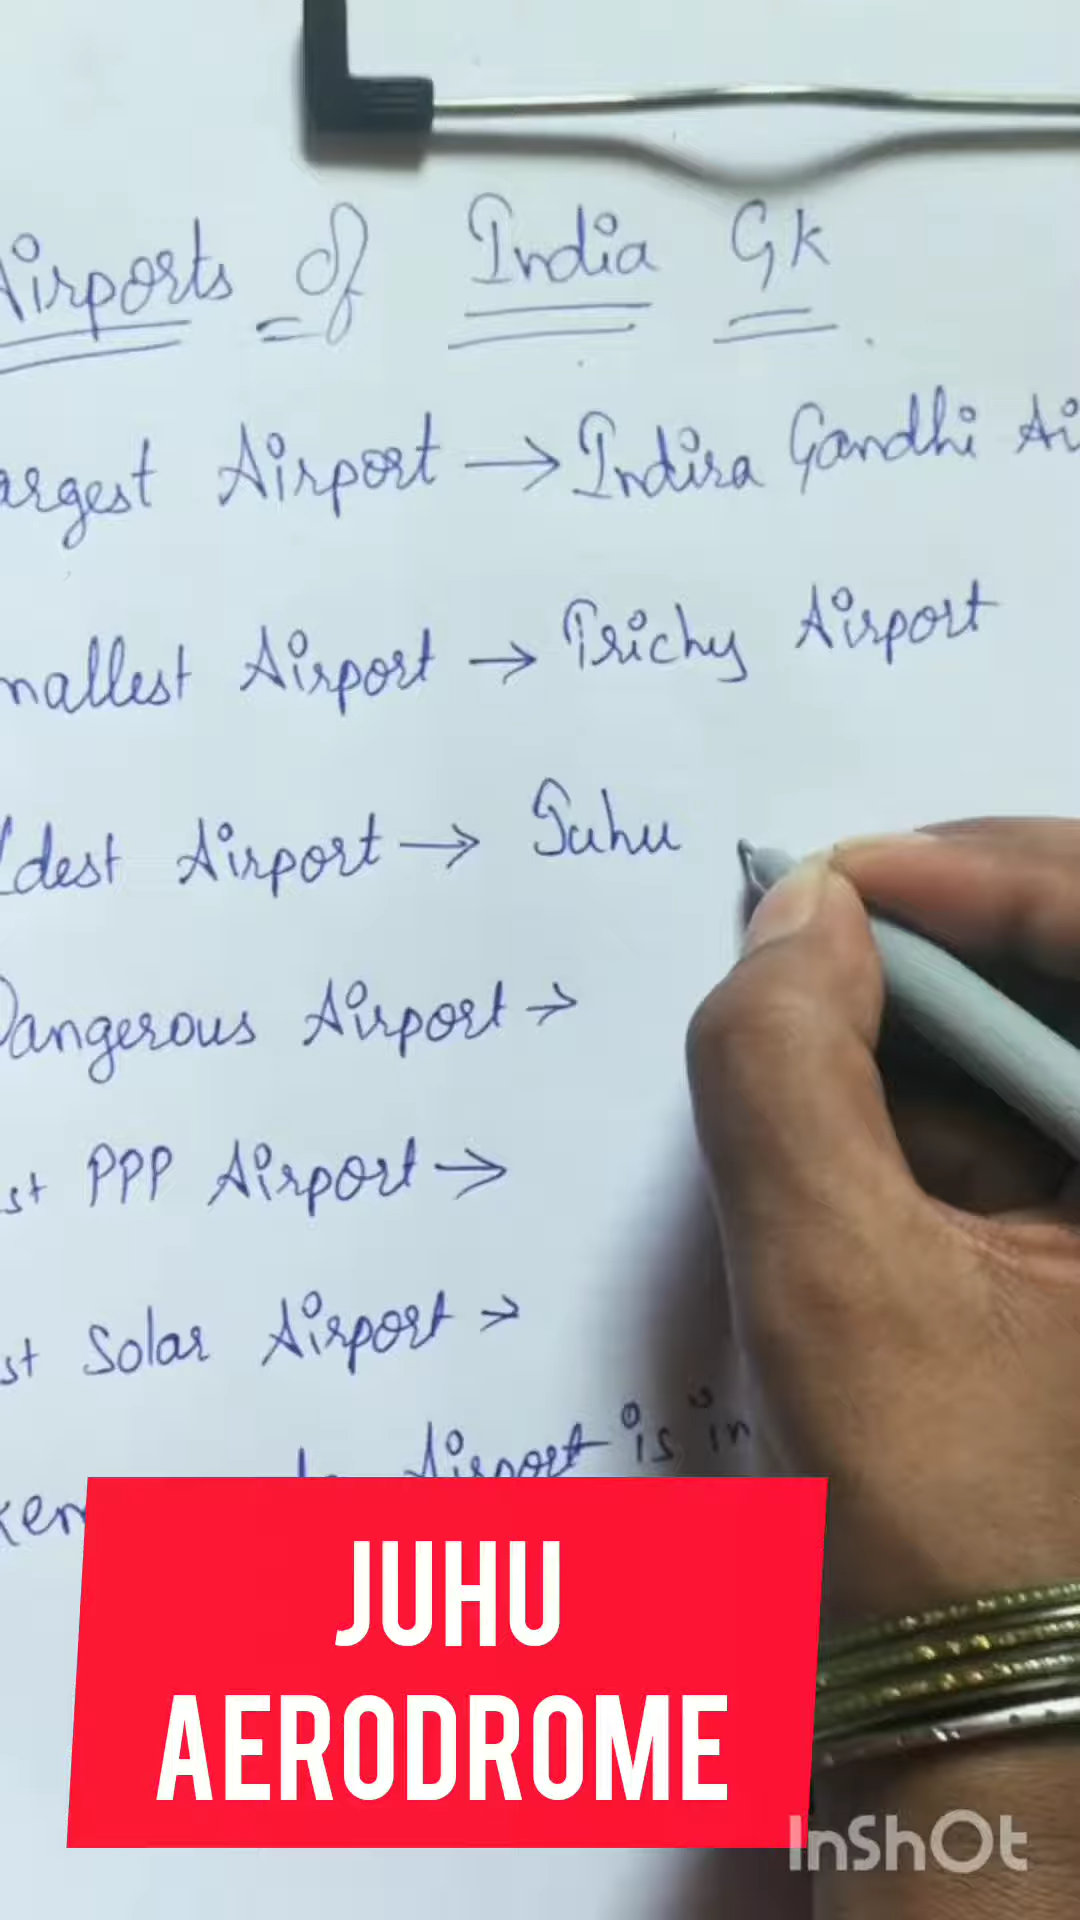 Airports of India Gk
argest Airport → Indira Gandhi Ai
mallest Airport → Trichy Airport
ldest Airport → Juhu
Dangerous Airport →
st PPP Airport →
st Solar Airport →
Airport is in
JUHU
AERODROME
InShOt